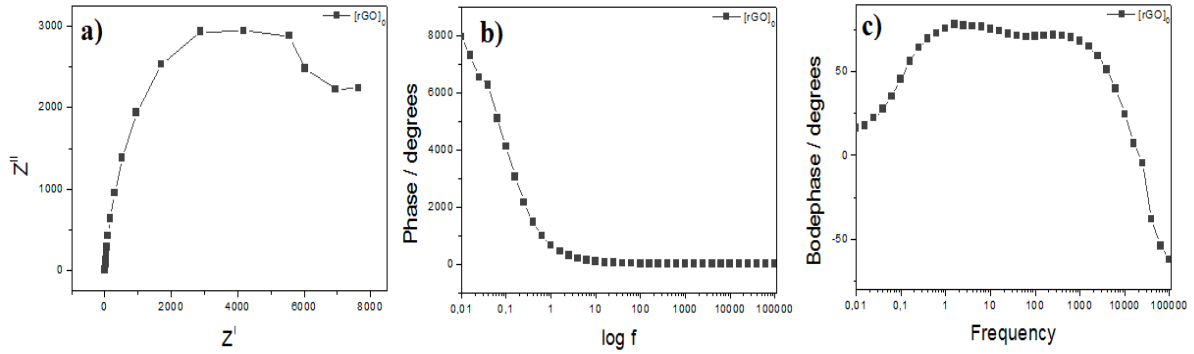 a)
[rGO]₀
3000
2000
1000
0
Z^II
0 2000 4000 6000 8000
Z^I
b)
[rGO]₀
8000
6000
4000
2000
0
Phase / degrees
0,01 0,1 1 10 100 1000 10000 100000
log f
c)
[rGO]₀
50
0
-50
Bodephase / degrees
0,01 0,1 1 10 100 1000 10000 100000
Frequency